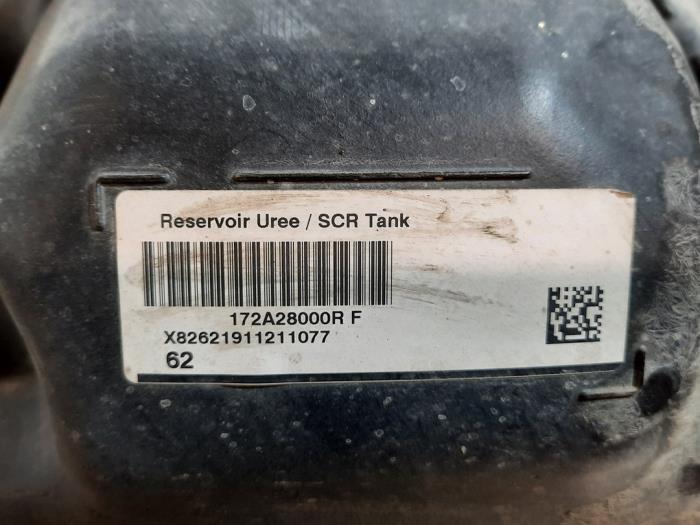 Reservoir Uree / SCR Tank
172A28000R F
X82621911211077
62